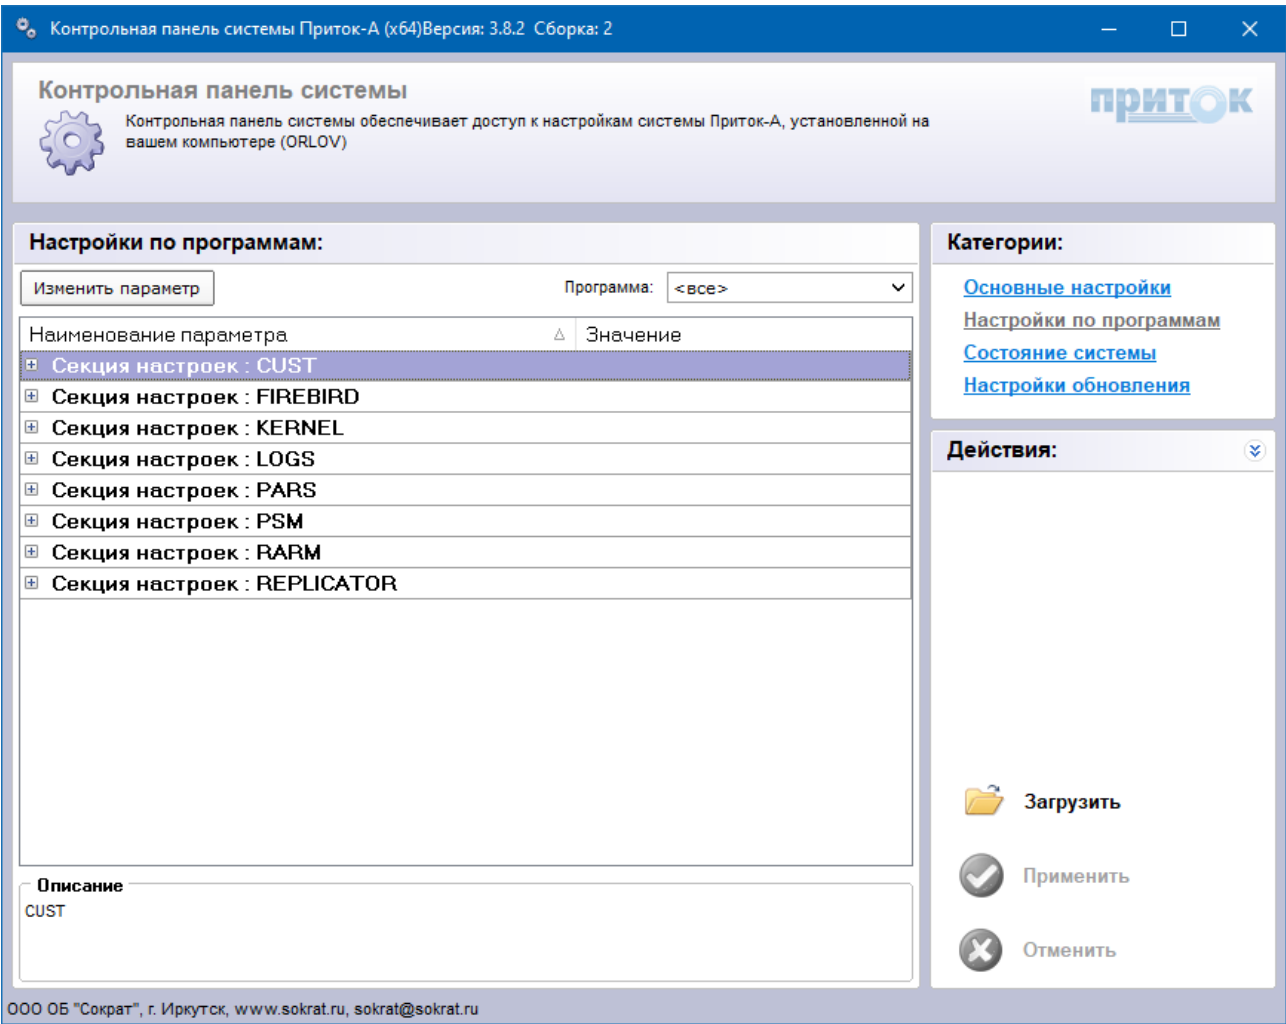 Контрольная панель системы Приток-А (x64)Версия: 3.8.2 Сборка: 2
Контрольная панель системы
Контрольная панель системы обеспечивает доступ к настройкам системы Приток-А, установленной на
вашем компьютере (ORLOV)
приток
Настройки по программам:
Изменить параметр
Программа:
<все>
Наименование параметра
Значение
Секция настроек : CUST
Секция настроек : FIREBIRD
Секция настроек : KERNEL
Секция настроек : LOGS
Секция настроек : PARS
Секция настроек : PSM
Секция настроек : RARM
Секция настроек : REPLICATOR
Описание
CUST
Категории:
Основные настройки
Настройки по программам
Состояние системы
Настройки обновления
Действия:
Загрузить
Применить
Отменить
ООО ОБ "Сократ", г. Иркутск, www.sokrat.ru, sokrat@sokrat.ru